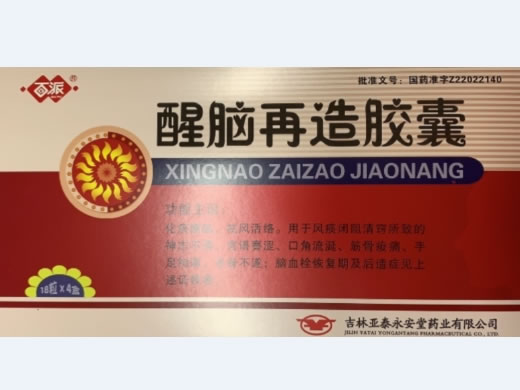 百派®
批准文号：国药准字Z22022140
醒脑再造胶囊
XINGNAO ZAIZAO JIAONANG
功能主治：
化痰醒脑，祛风活络。用于风痰闭阻清窍所致的
神志不清、言语謇涩、口角流涎、筋骨酸痛、手
足拘挛、半身不遂；脑血栓恢复期及后遗症见上
述证候者。
18粒×4盒
吉林亚泰永安堂药业有限公司
JILIN YATAI YONGANTANG PHARMACEUTICAL CO., LTD.